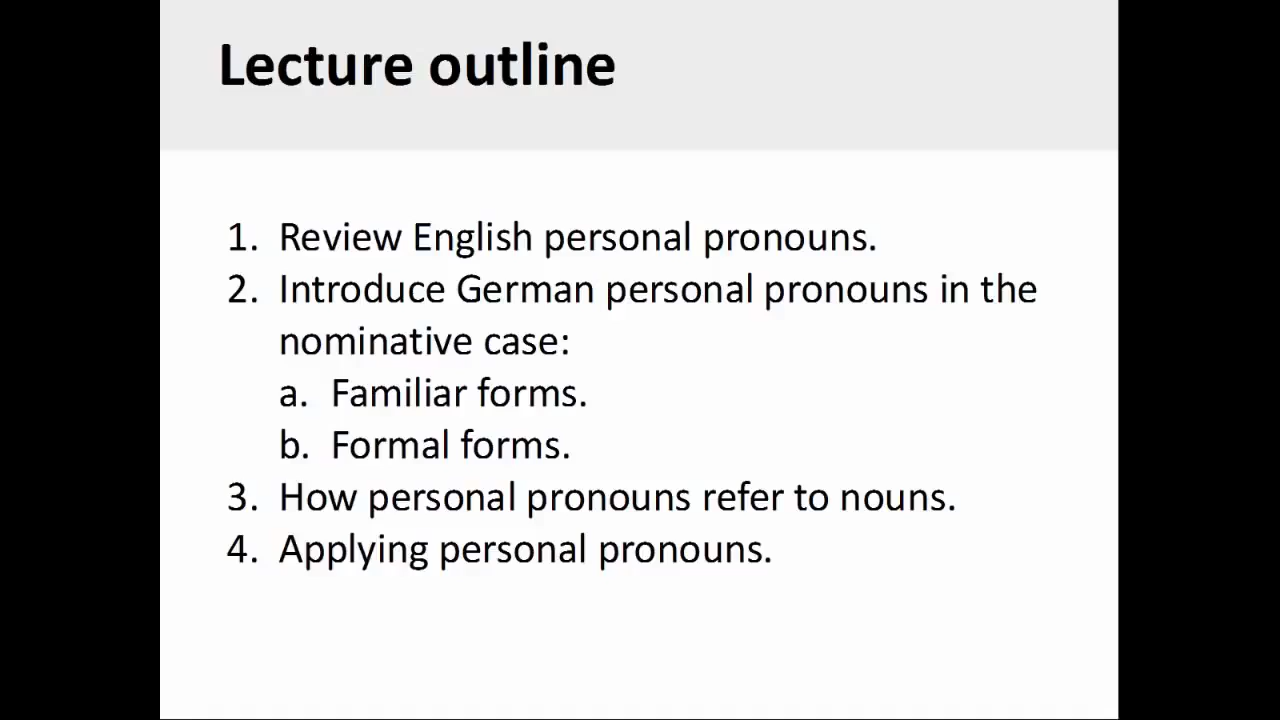 Lecture outline
1. Review English personal pronouns.
2. Introduce German personal pronouns in the
nominative case:
a. Familiar forms.
b. Formal forms.
3. How personal pronouns refer to nouns.
4. Applying personal pronouns.